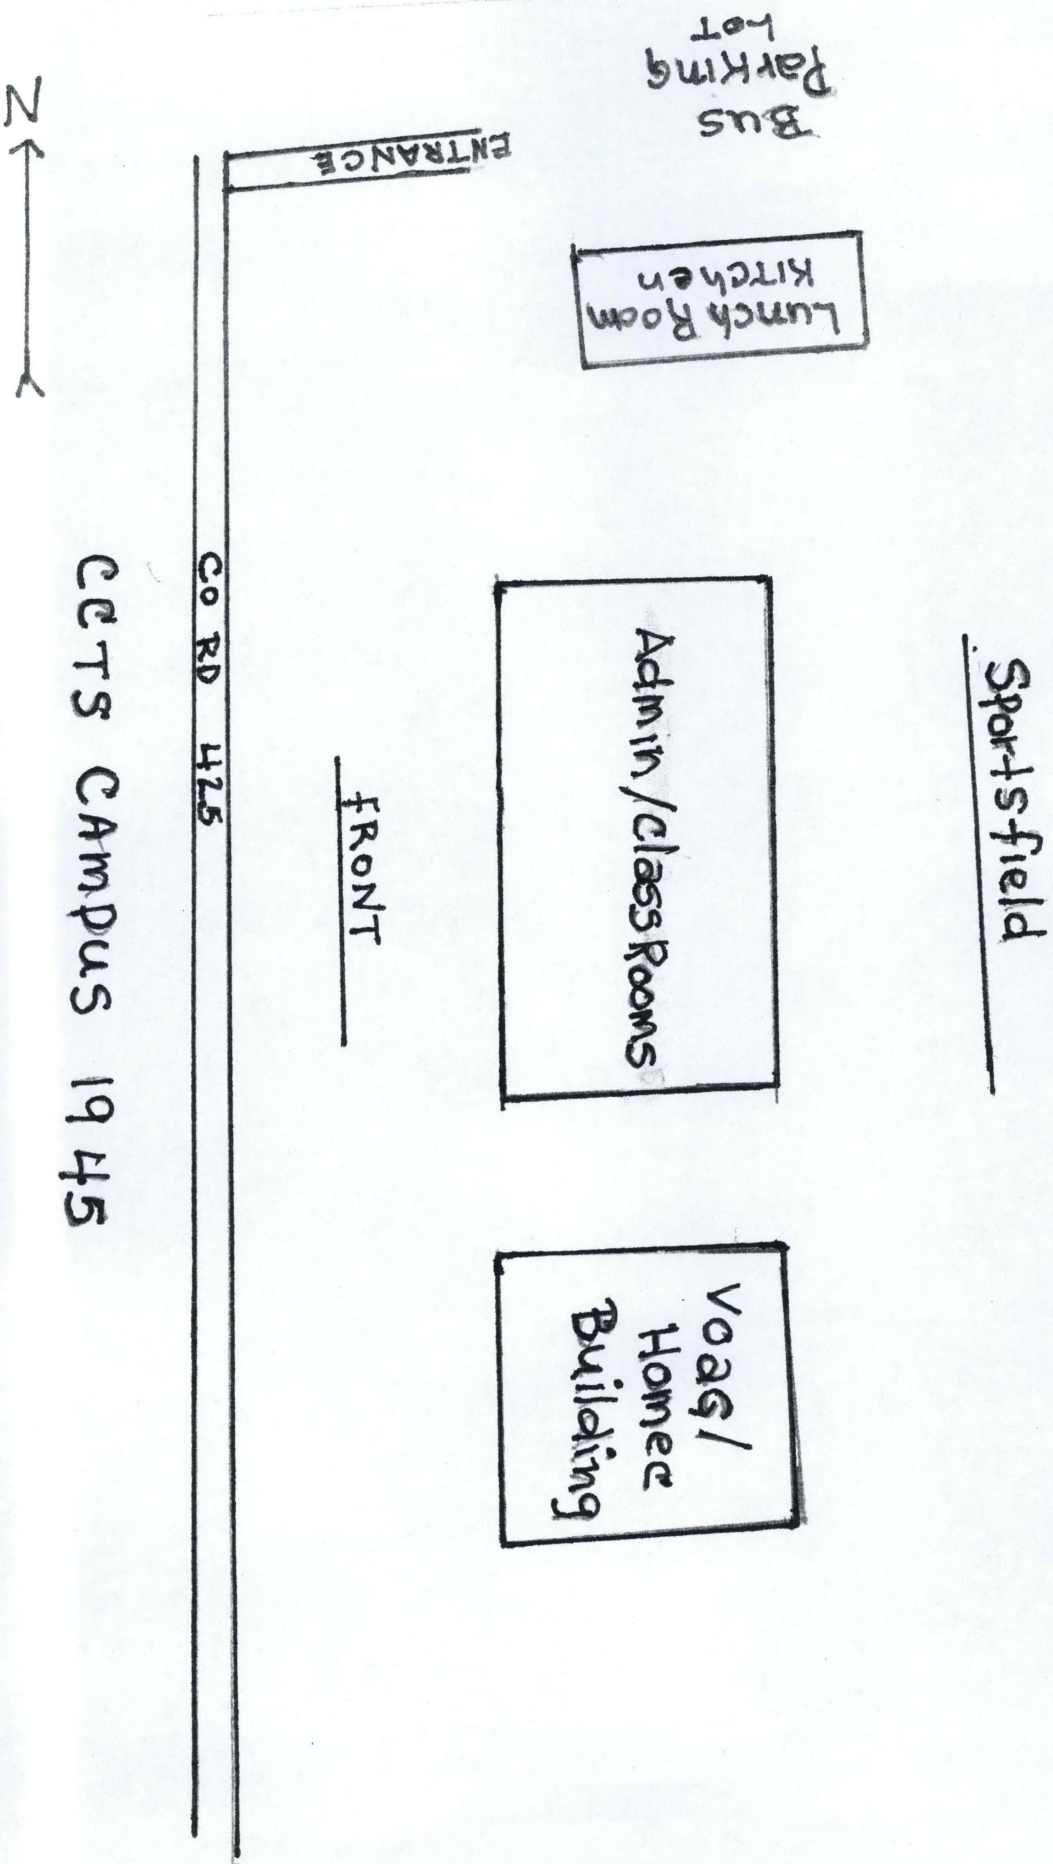 Bus
Parking
LOT
ENTRANCE
Lunch Room
KITchen
Sportsfield
Admin/ClassRooms
Voag/
Homec
Building
fRONT
CO RD 425
CCTS CAmpus 1945
N